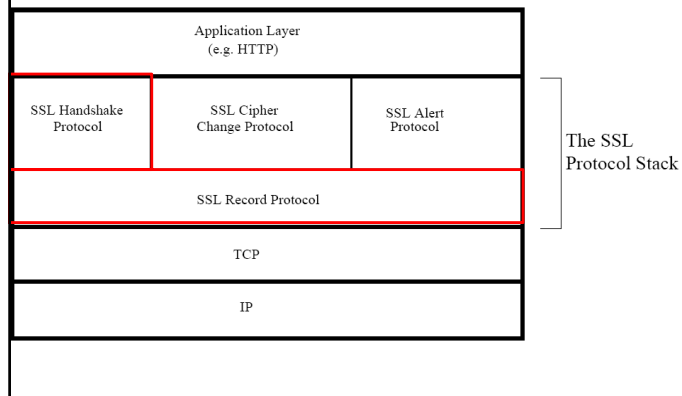 Application Layer
(e.g. HTTP)
SSL Handshake
Protocol
SSL Cipher
Change Protocol
SSL Alert
Protocol
The SSL
Protocol Stack
SSL Record Protocol
TCP
IP